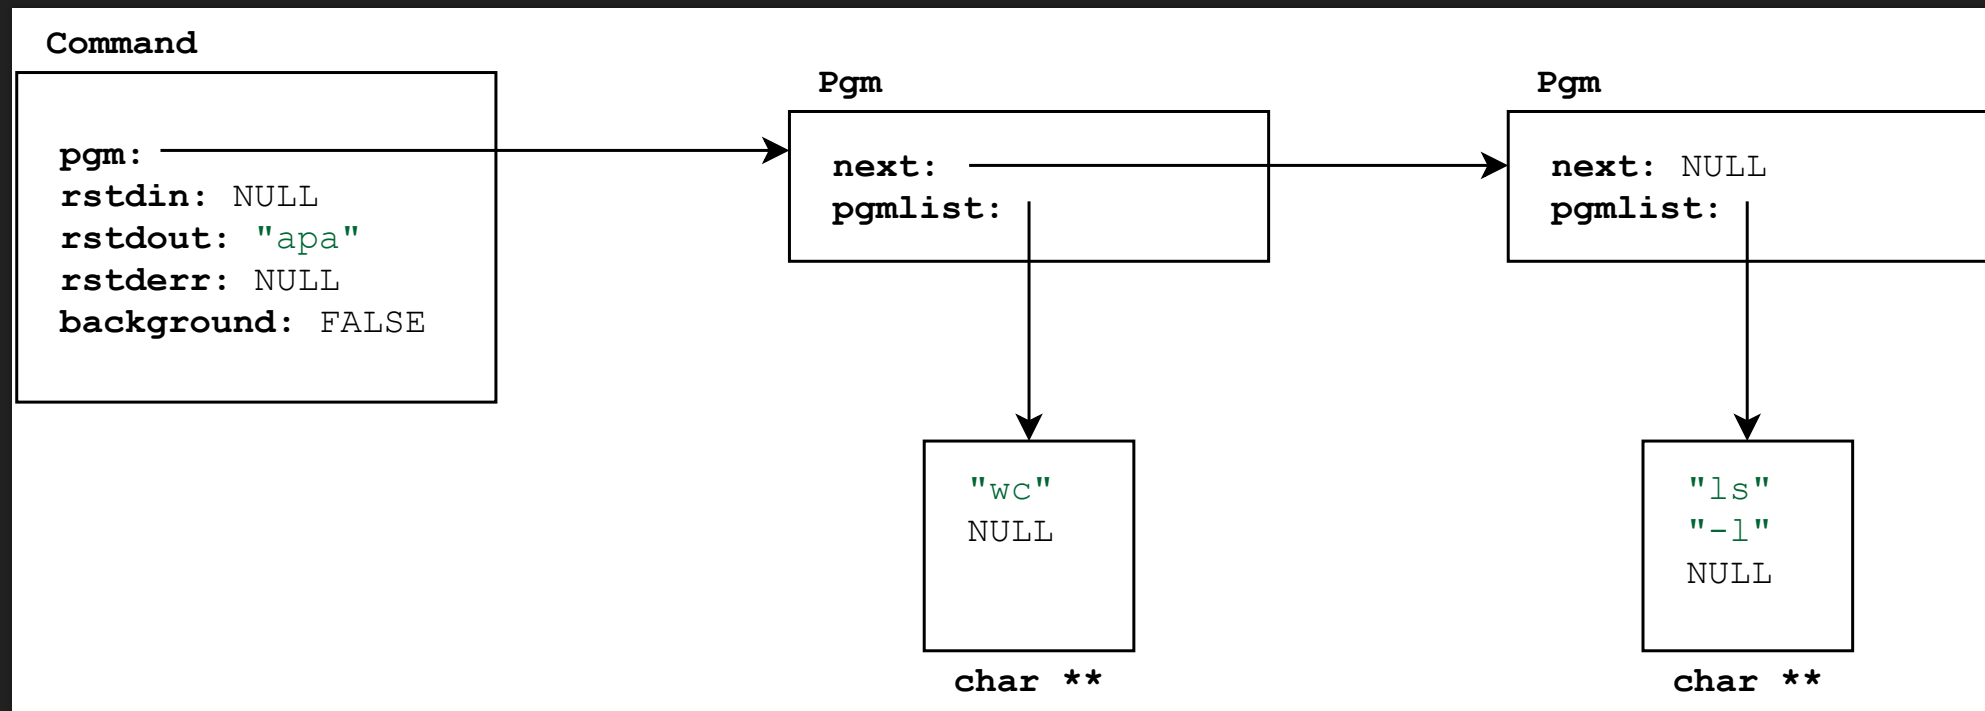 Command
pgm:
rstdin: NULL
rstdout: "apa"
rstderr: NULL
background: FALSE
Pgm
next:
pgmlist:
"wc"
NULL
char **
Pgm
next: NULL
pgmlist:
"ls"
"-l"
NULL
char **